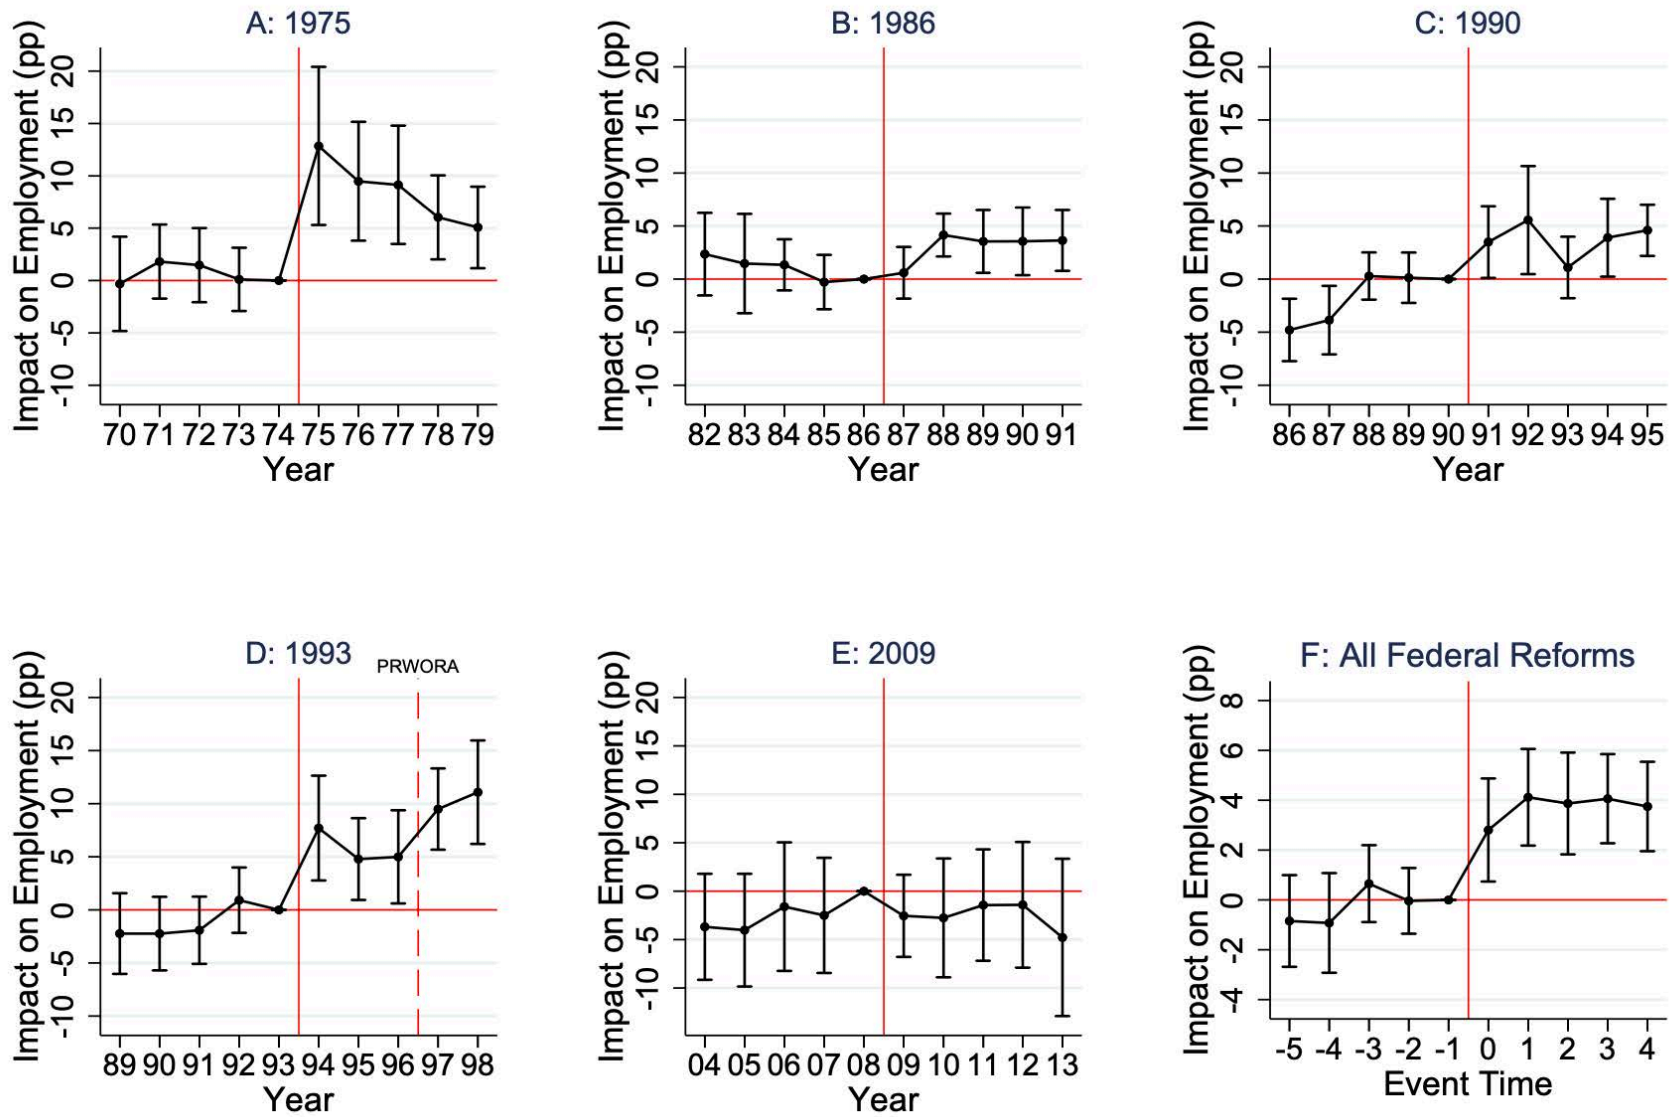 A: 1975
Impact on Employment (pp)
20
15
10
5
0
-5
-10
70 71 72 73 74 75 76 77 78 79
Year
B: 1986
Impact on Employment (pp)
20
15
10
5
0
-5
-10
82 83 84 85 86 87 88 89 90 91
Year
C: 1990
Impact on Employment (pp)
20
15
10
5
0
-5
-10
86 87 88 89 90 91 92 93 94 95
Year
D: 1993
PRWORA
Impact on Employment (pp)
20
15
10
5
0
-5
-10
89 90 91 92 93 94 95 96 97 98
Year
E: 2009
Impact on Employment (pp)
20
15
10
5
0
-5
-10
04 05 06 07 08 09 10 11 12 13
Year
F: All Federal Reforms
Impact on Employment (pp)
8
6
4
2
0
-2
-4
-5 -4 -3 -2 -1 0 1 2 3 4
Event Time